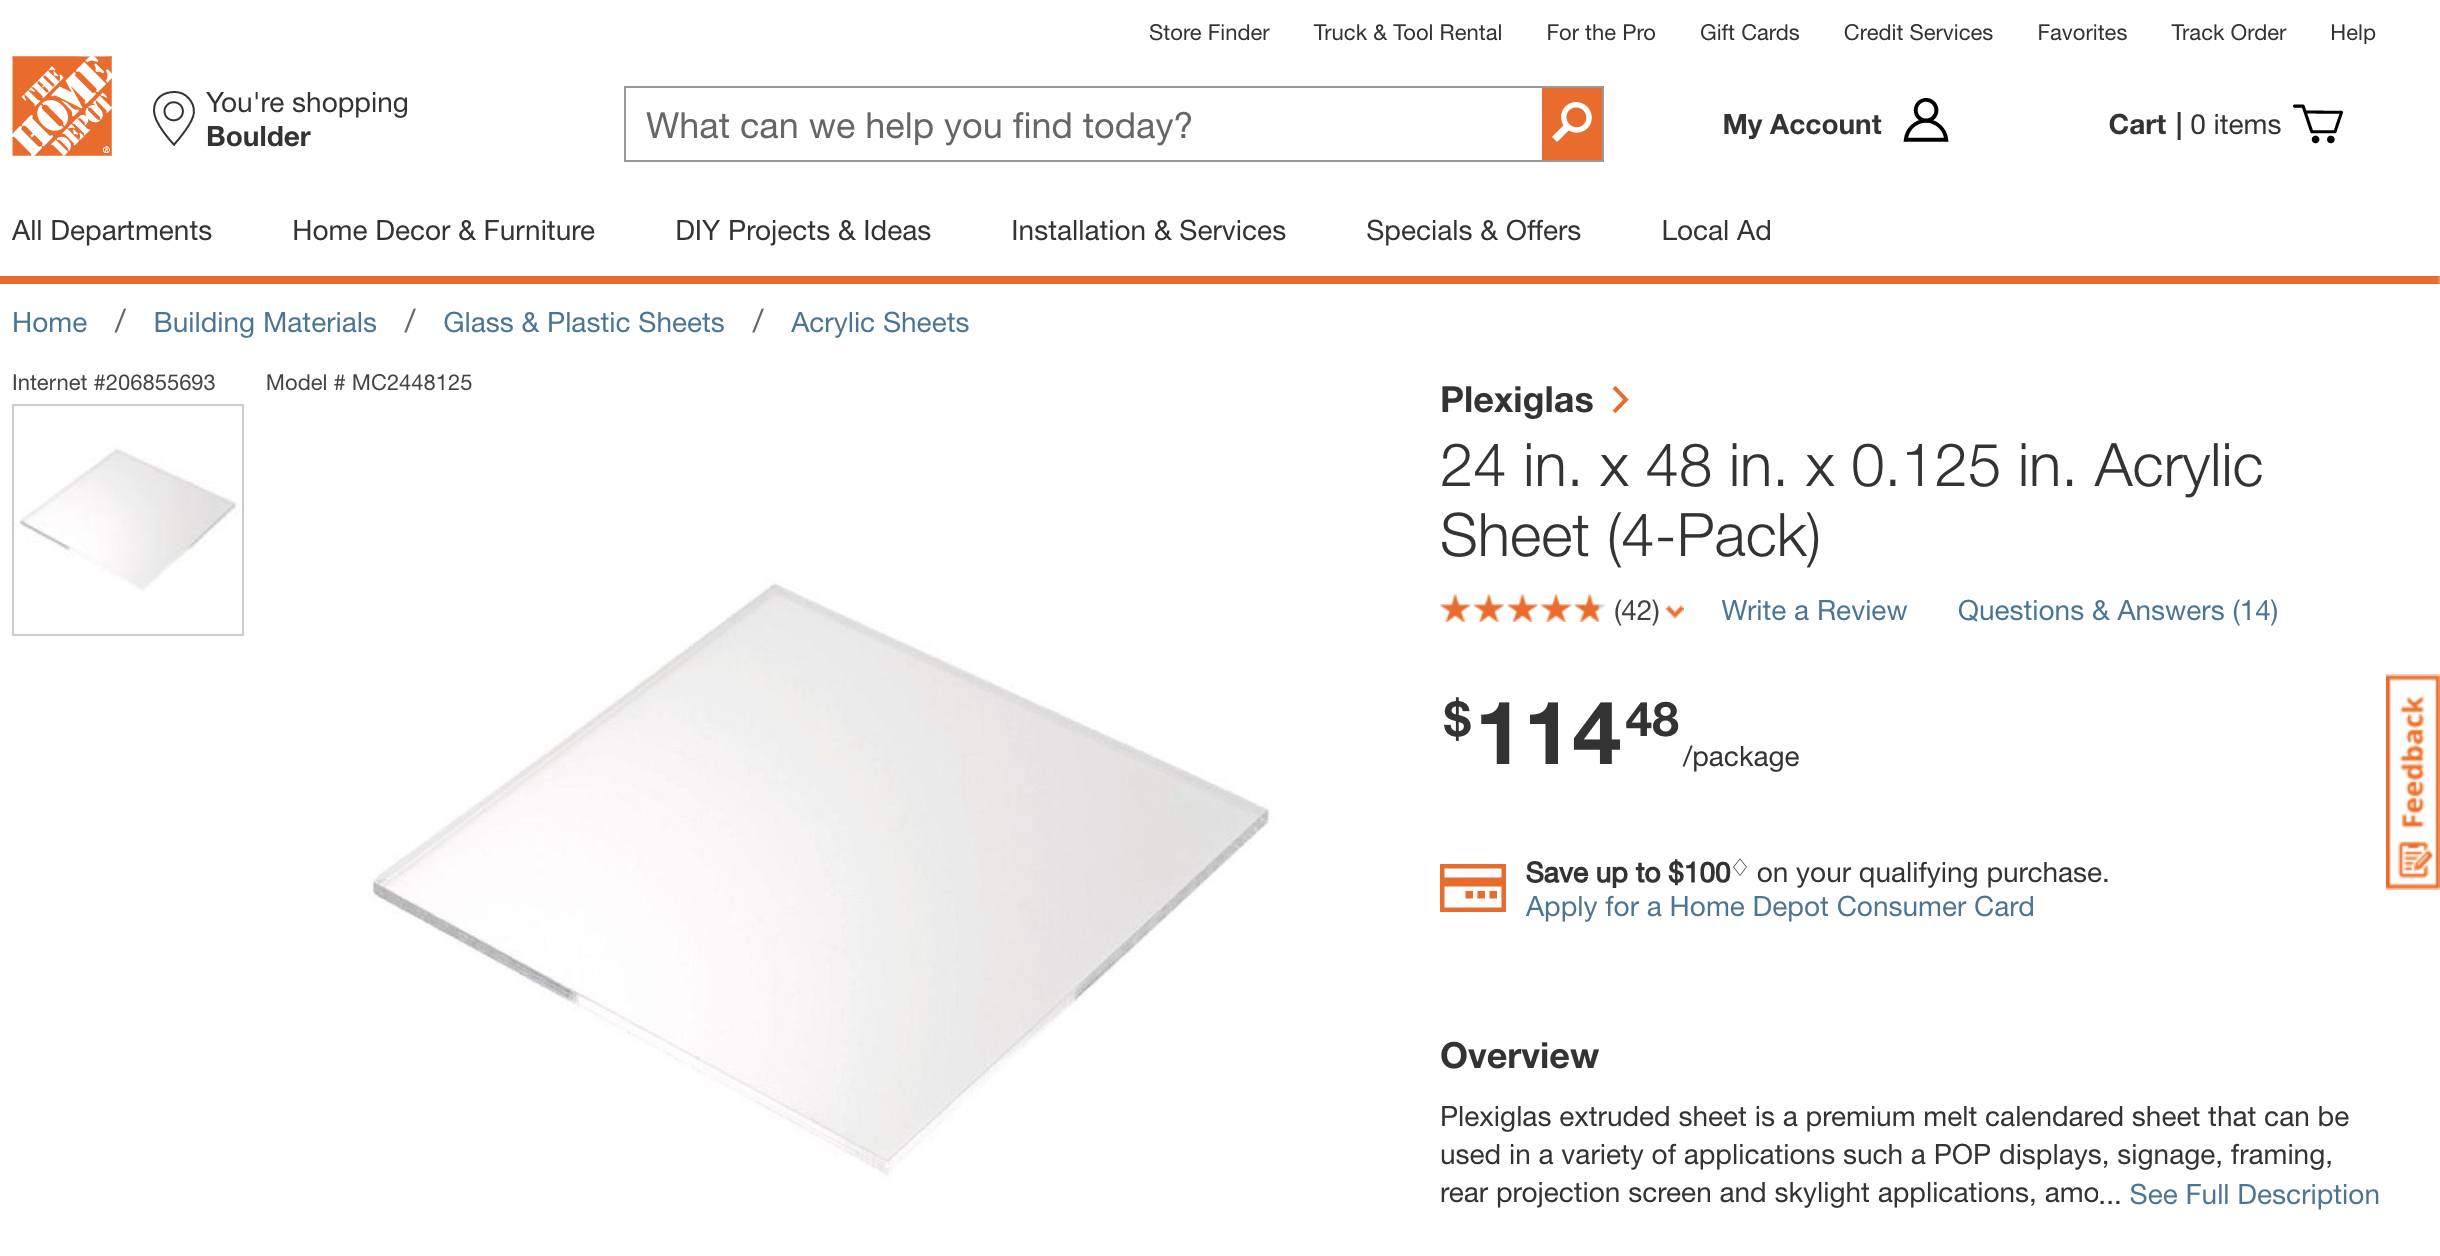 Store Finder Truck & Tool Rental For the Pro Gift Cards Credit Services Favorites Track Order Help
THE
HOME
DEPOT
®
You're shopping
Boulder
What can we help you find today?
My Account
Cart | 0 items
All Departments Home Decor & Furniture DIY Projects & Ideas Installation & Services Specials & Offers Local Ad
Home / Building Materials / Glass & Plastic Sheets / Acrylic Sheets
Internet #206855693 Model # MC2448125
Plexiglas
24 in. x 48 in. x 0.125 in. Acrylic
Sheet (4-Pack)
(42) Write a Review Questions & Answers (14)
$114 48 /package
Save up to $100◊ on your qualifying purchase.
Apply for a Home Depot Consumer Card
Feedback
Overview
Plexiglas extruded sheet is a premium melt calendared sheet that can be
used in a variety of applications such a POP displays, signage, framing,
rear projection screen and skylight applications, amo... See Full Description